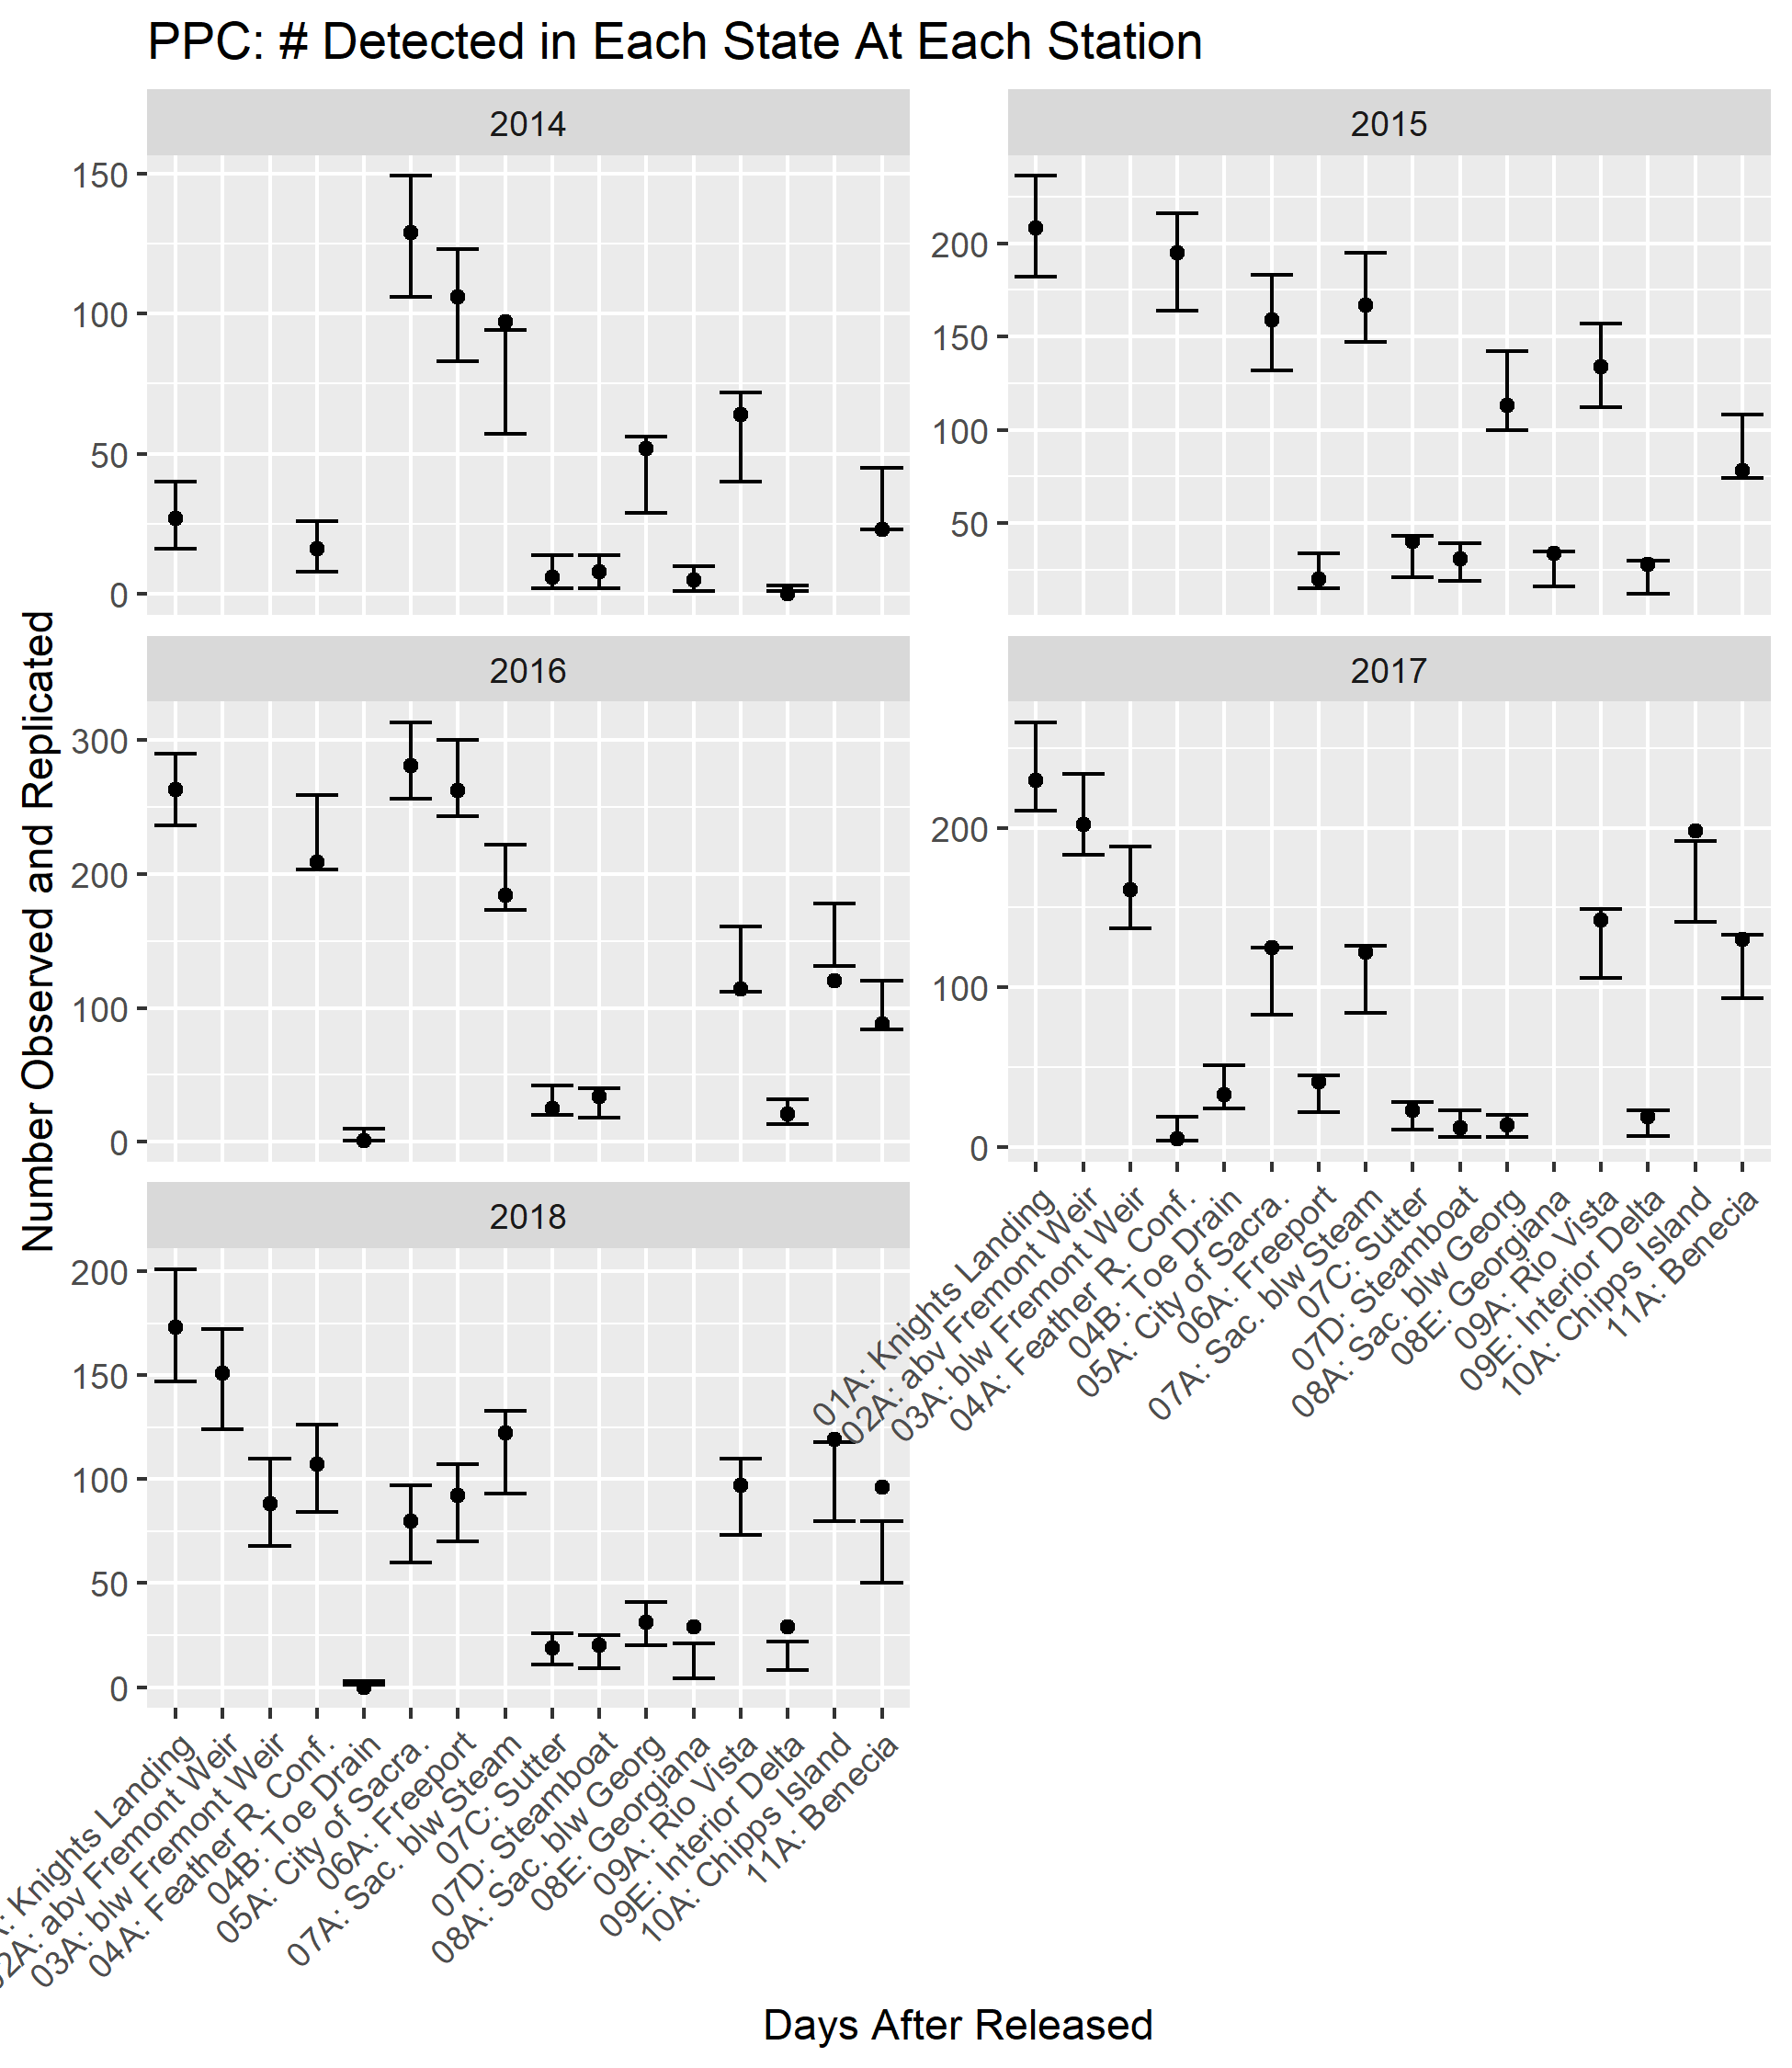 PPC: # Detected in Each State At Each Station
2014
2015
150
100
50
0
200
150
100
50
2016
2017
300
200
100
0
200
100
0
Number Observed and Replicated
01A: Knights Landing
02A: abv Fremont Weir
03A: blw Fremont Weir
04A: Feather R. Conf.
04B: Toe Drain
05A: City of Sacra.
06A: Freeport
07A: Sac. blw Steam
07C: Sutter
07D: Steamboat
08A: Sac. blw Georg
08E: Georgiana
09A: Rio Vista
09E: Interior Delta
10A: Chipps Island
11A: Benecia
2018
200
150
100
50
0
A: Knights Landing
02A: abv Fremont Weir
03A: blw Fremont Weir
04A: Feather R. Conf.
04B: Toe Drain
05A: City of Sacra.
06A: Freeport
07A: Sac. blw Steam
07C: Sutter
07D: Steamboat
08A: Sac. blw Georg
08E: Georgiana
09A: Rio Vista
09E: Interior Delta
10A: Chipps Island
11A: Benecia
Days After Released